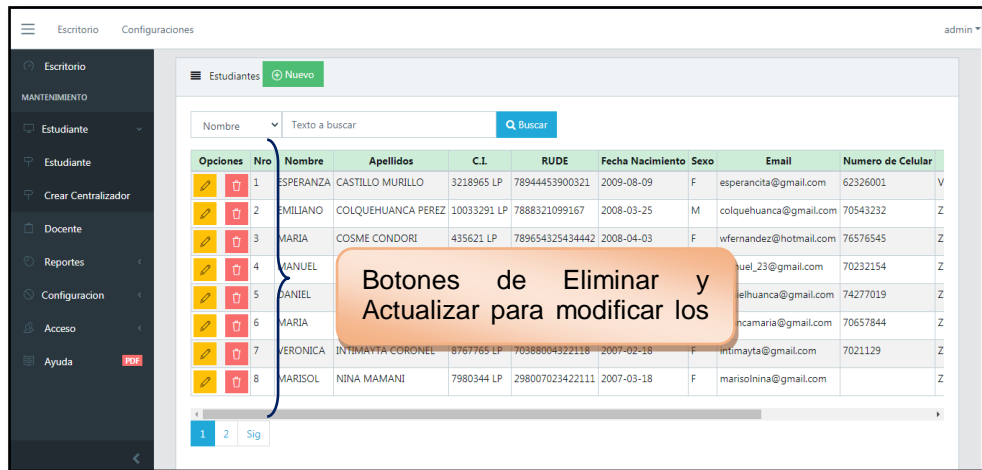 Escritorio Configuraciones admin
Escritorio
MANTENIMIENTO
Estudiante
Estudiante
Crear Centralizador
Docente
Reportes
Configuracion
Acceso
Ayuda PDF
Estudiantes Nuevo
Nombre Texto a buscar Buscar
Opciones Nro Nombre Apellidos C.I. RUDE Fecha Nacimiento Sexo Email Numero de Celular
1 ESPERANZA CASTILLO MURILLO 3218965 LP 78944453900321 2009-08-09 F esperancita@gmail.com 62326001 V
2 EMILIANO COLQUEHUANCA PEREZ 10033291 LP 7888321099167 2008-03-25 M colquehuanca@gmail.com 70543232 Z
3 MARIA COSME CONDORI 435621 LP 789654325434442 2008-04-03 F wfernandez@hotmail.com 76576545 Z
4 MANUEL 70232154 Z
5 DANIEL 74277019 Z
6 MARIA 70657844 Z
7 VERONICA INTIMAYTA CORONEL 8767765 LP 70388004322118 2007-02-18 F intimayta@gmail.com 7021129 Z
8 MARISOL NINA MAMANI 7980344 LP 298007023422111 2007-03-18 F marisolnina@gmail.com Z
Botones de Eliminar y
Actualizar para modificar los
1 2 Sig